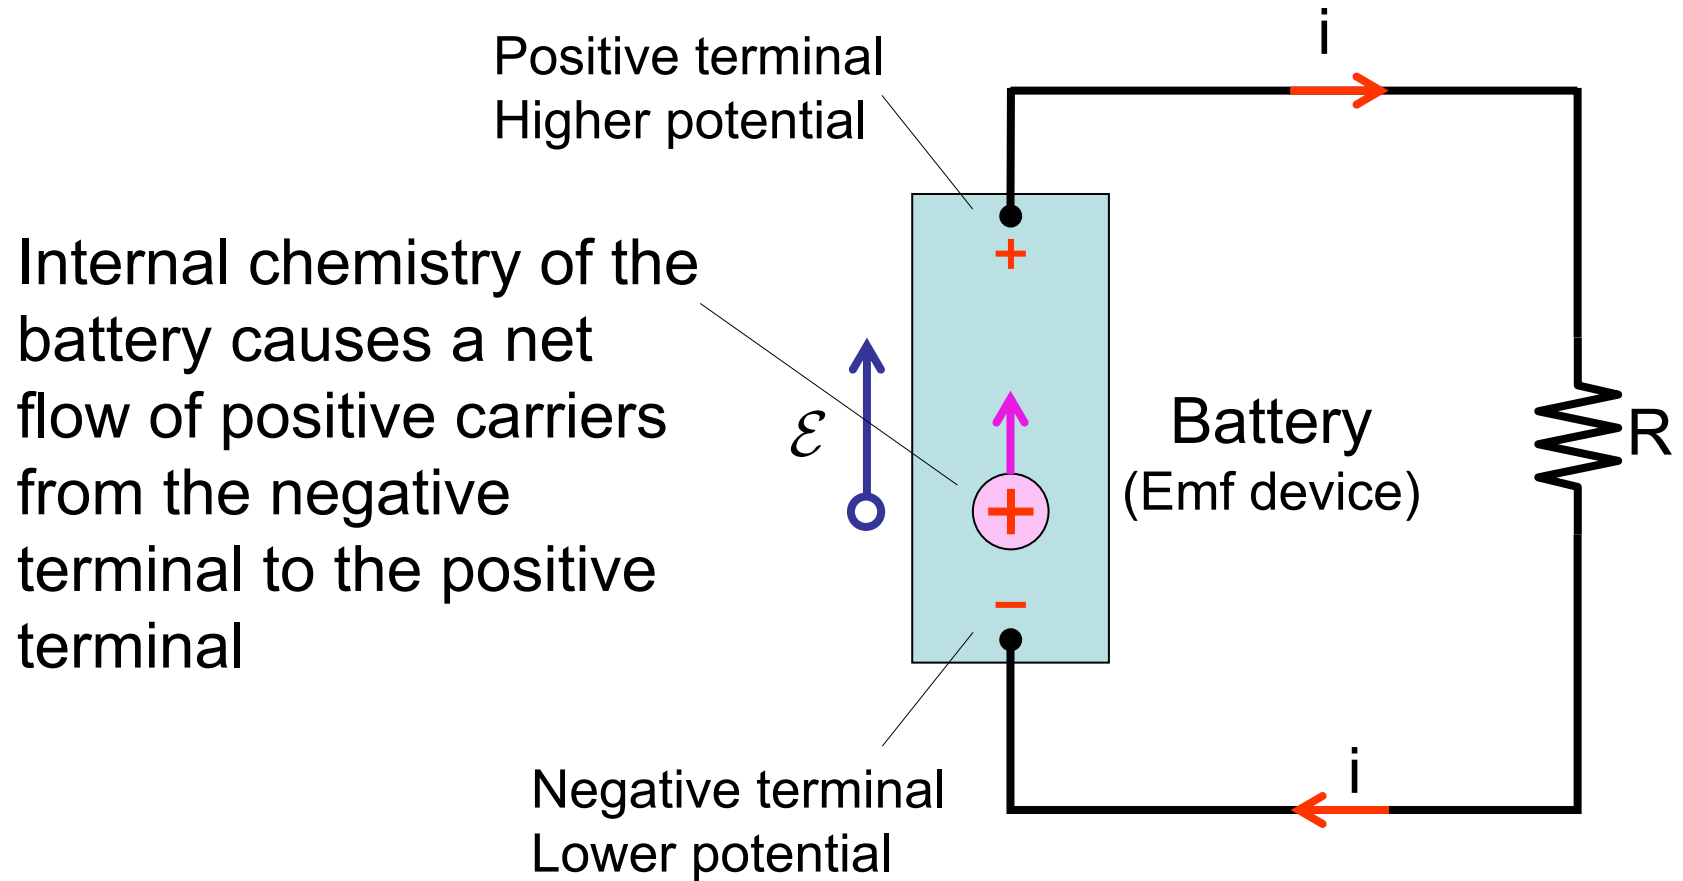 i
Positive terminal
Higher potential
+
Internal chemistry of the
battery causes a net
flow of positive carriers
from the negative
terminal to the positive
terminal
ℰ
+
Battery
(Emf device)
R
−
i
Negative terminal
Lower potential